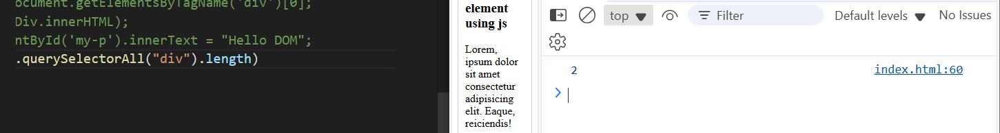 ocument.getElementsByTagName('div')[0];
Div.innerHTML);
ntById('my-p').innerText = "Hello DOM";
.querySelectorAll("div").length)
element
using js
Lorem,
ipsum dolor
sit amet
consectetur
adipisicing
elit. Eaque,
reiciendis!
top Filter Default levels No Issues
2 index.html:60